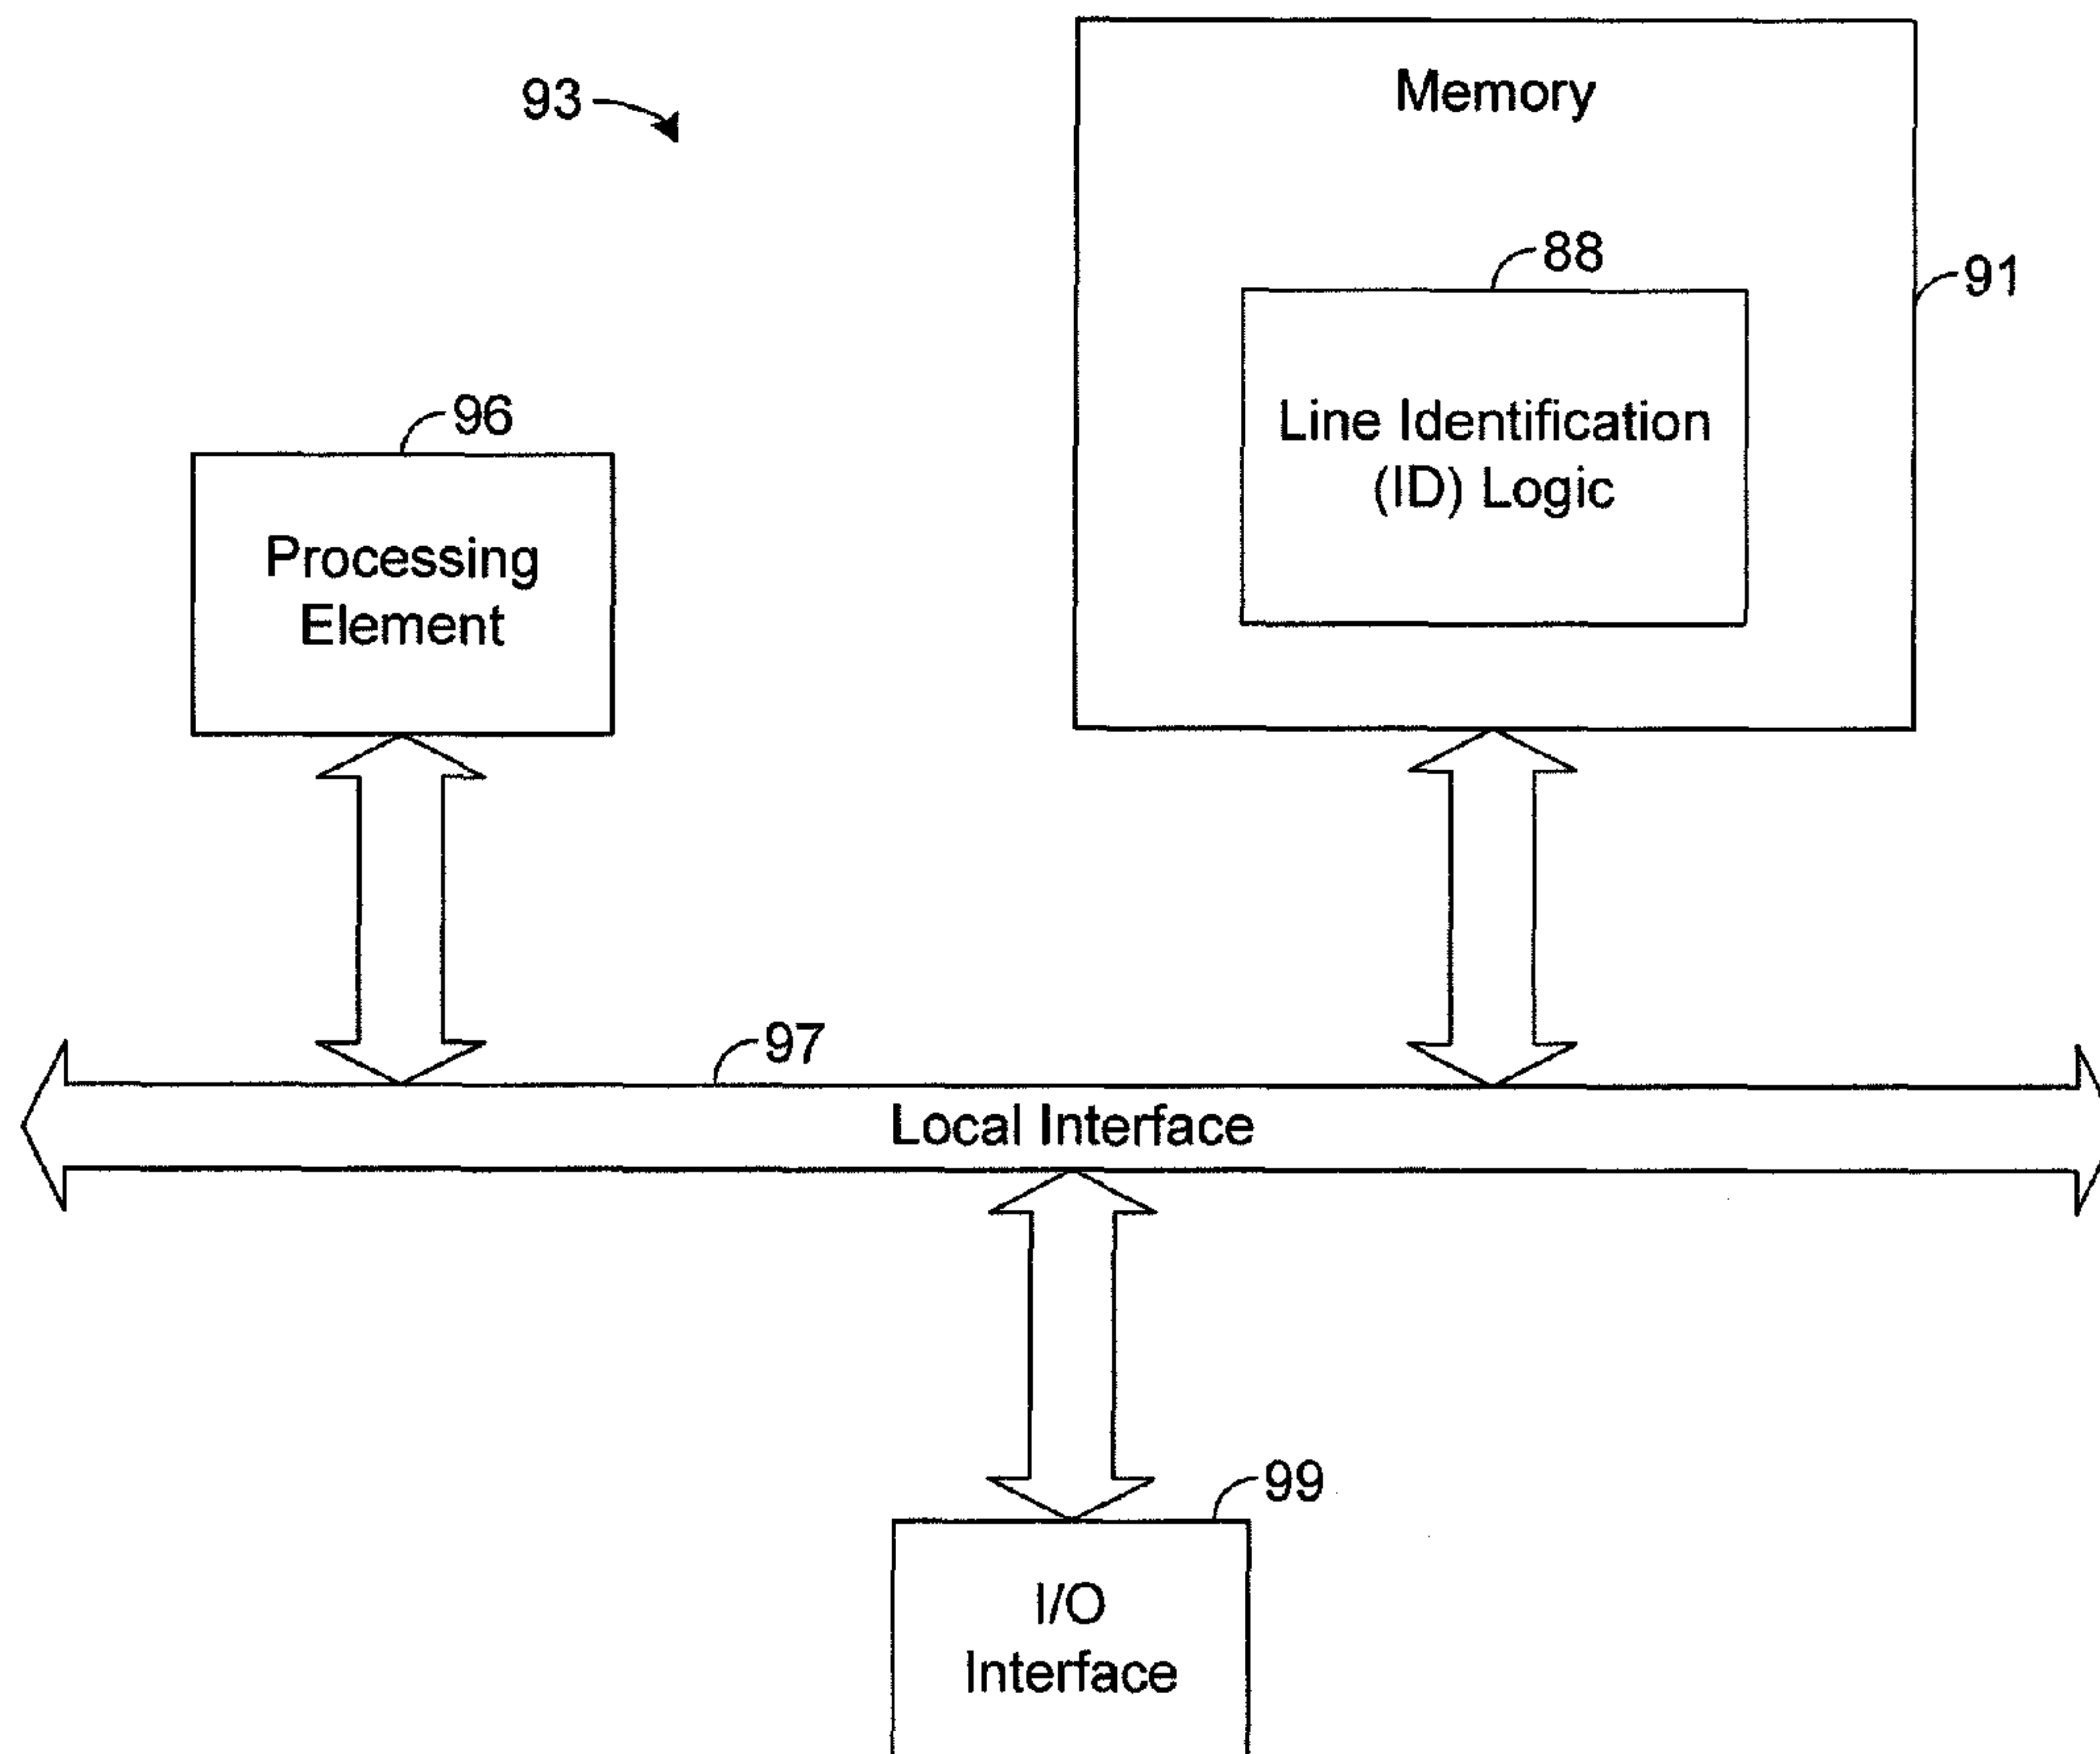 93
Memory
88
91
Line Identification
(ID) Logic
96
Processing
Element
97
Local Interface
99
I/O
Interface